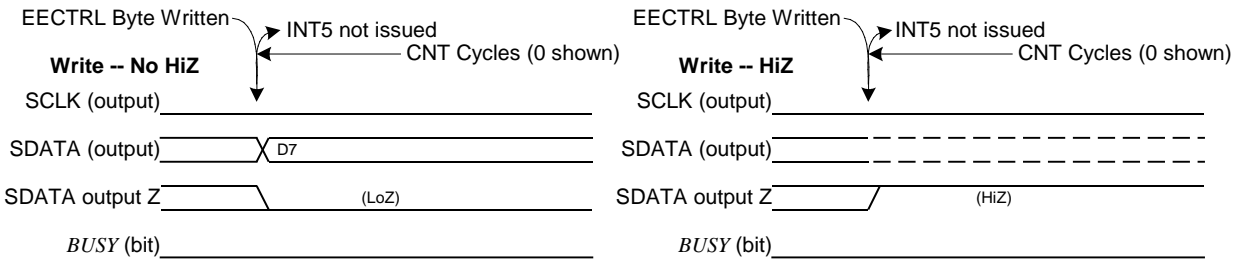 EECTRL Byte Written
INT5 not issued
CNT Cycles (0 shown)
Write -- No HiZ
SCLK (output)
SDATA (output)
D7
SDATA output Z
(LoZ)
BUSY (bit)
EECTRL Byte Written
INT5 not issued
CNT Cycles (0 shown)
Write -- HiZ
SCLK (output)
SDATA (output)
SDATA output Z
(HiZ)
BUSY (bit)